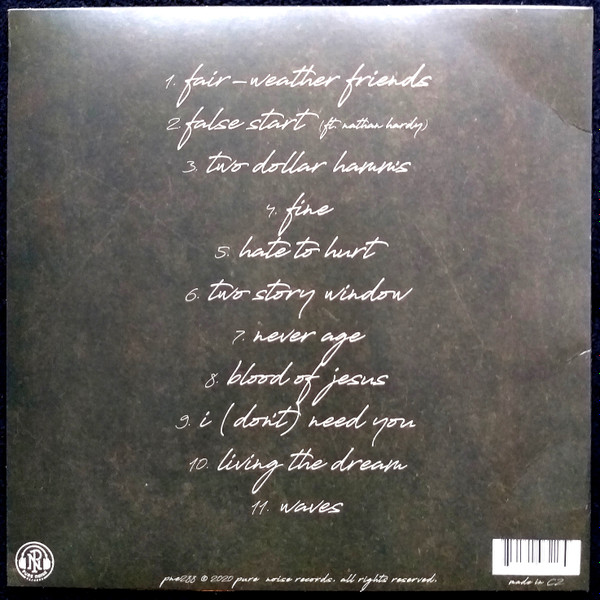 1. fair-weather friends
2. false start (ft. nathan hardy)
3. two dollar hamm's
4. fine
5. hate to hurt
6. two story window
7. never age
8. blood of jesus
9. i (don't) need you
10. living the dream
11. waves
pne288 © 2020 pure noise records. all rights reserved.
made in CZ